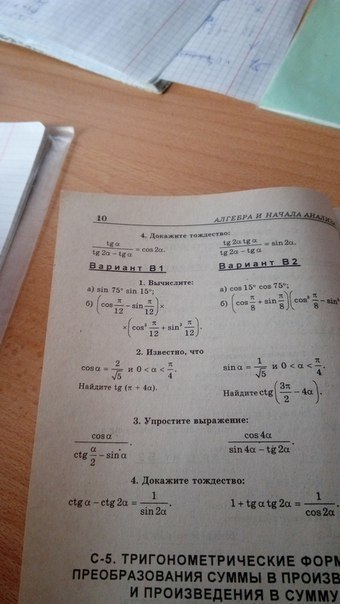 10 АЛГЕБРА И НАЧАЛА АНАЛИ
4. Докажите тождество:
tg α / (tg 2α − tg α) = cos 2α. tg 2α tg α / (tg 2α − tg α) = sin 2α.
Вариант В1 Вариант В2
1. Вычислите:
а) sin 75° sin 15°; а) cos 15° cos 75°;
б) (cos π/12 − sin π/12) × б) (cos π/8 + sin π/8)(cos³ π/8 − sin³
× (cos³ π/12 + sin³ π/12).
2. Известно, что
cos α = 2/√5 и 0 < α < π/4. sin α = 1/√5 и 0 < α < π/4.
Найдите tg (π + 4α). Найдите ctg (3π/2 − 4α).
3. Упростите выражение:
cos α / (ctg α/2 − sin α). cos 4α / (sin 4α − tg 2α).
4. Докажите тождество:
ctg α − ctg 2α = 1 / sin 2α. 1 + tg α tg 2α = 1 / cos 2α.
С-5. ТРИГОНОМЕТРИЧЕСКИЕ ФОРМ
ПРЕОБРАЗОВАНИЯ СУММЫ В ПРОИЗВ
И ПРОИЗВЕДЕНИЯ В СУММУ